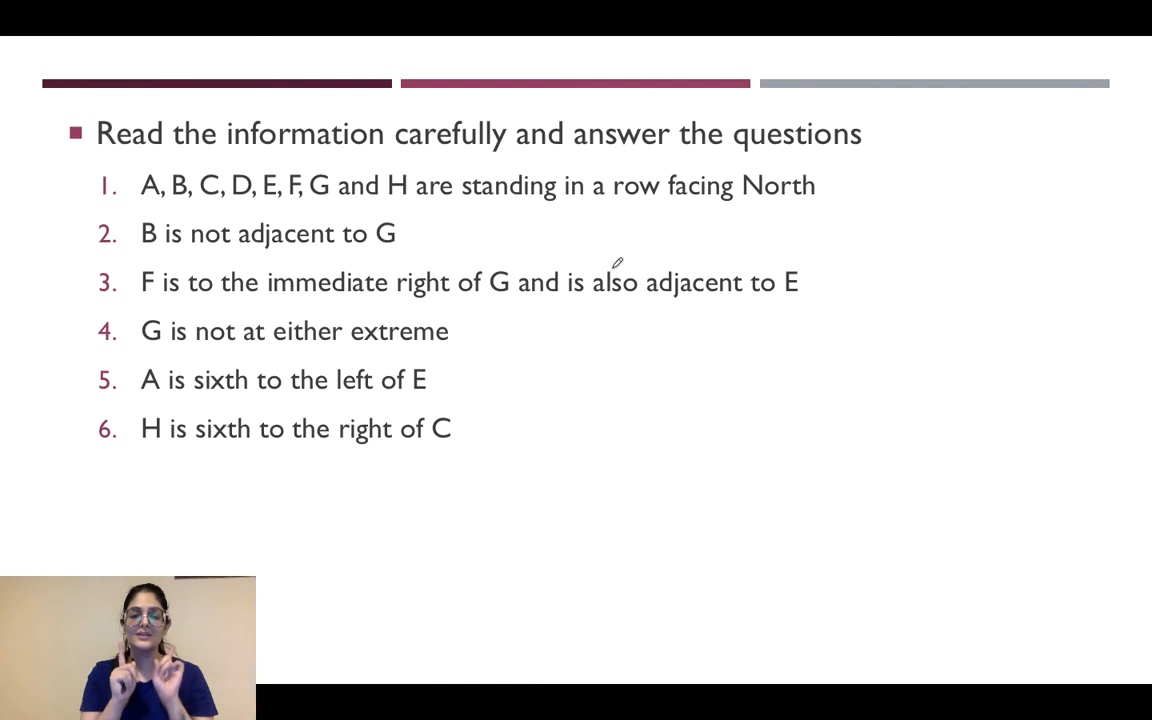 Read the information carefully and answer the questions
1. A, B, C, D, E, F, G and H are standing in a row facing North
2. B is not adjacent to G
3. F is to the immediate right of G and is also adjacent to E
4. G is not at either extreme
5. A is sixth to the left of E
6. H is sixth to the right of C